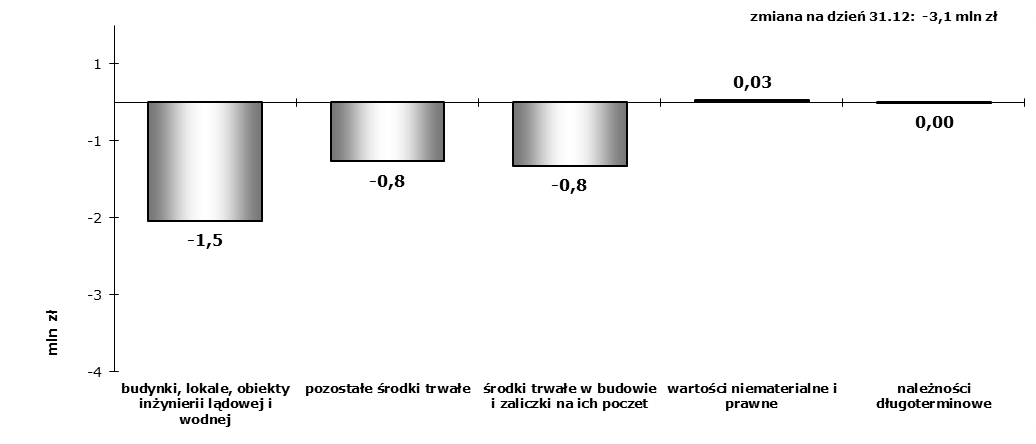 zmiana na dzień 31.12: -3,1 mln zł
1
-1
-2
-3
-4
mln zł
0,03
0,00
-0,8
-0,8
-1,5
budynki, lokale, obiekty
inżynierii lądowej i
wodnej
pozostałe środki trwałe
środki trwałe w budowie
i zaliczki na ich poczet
wartości niematerialne i
prawne
należności
długoterminowe